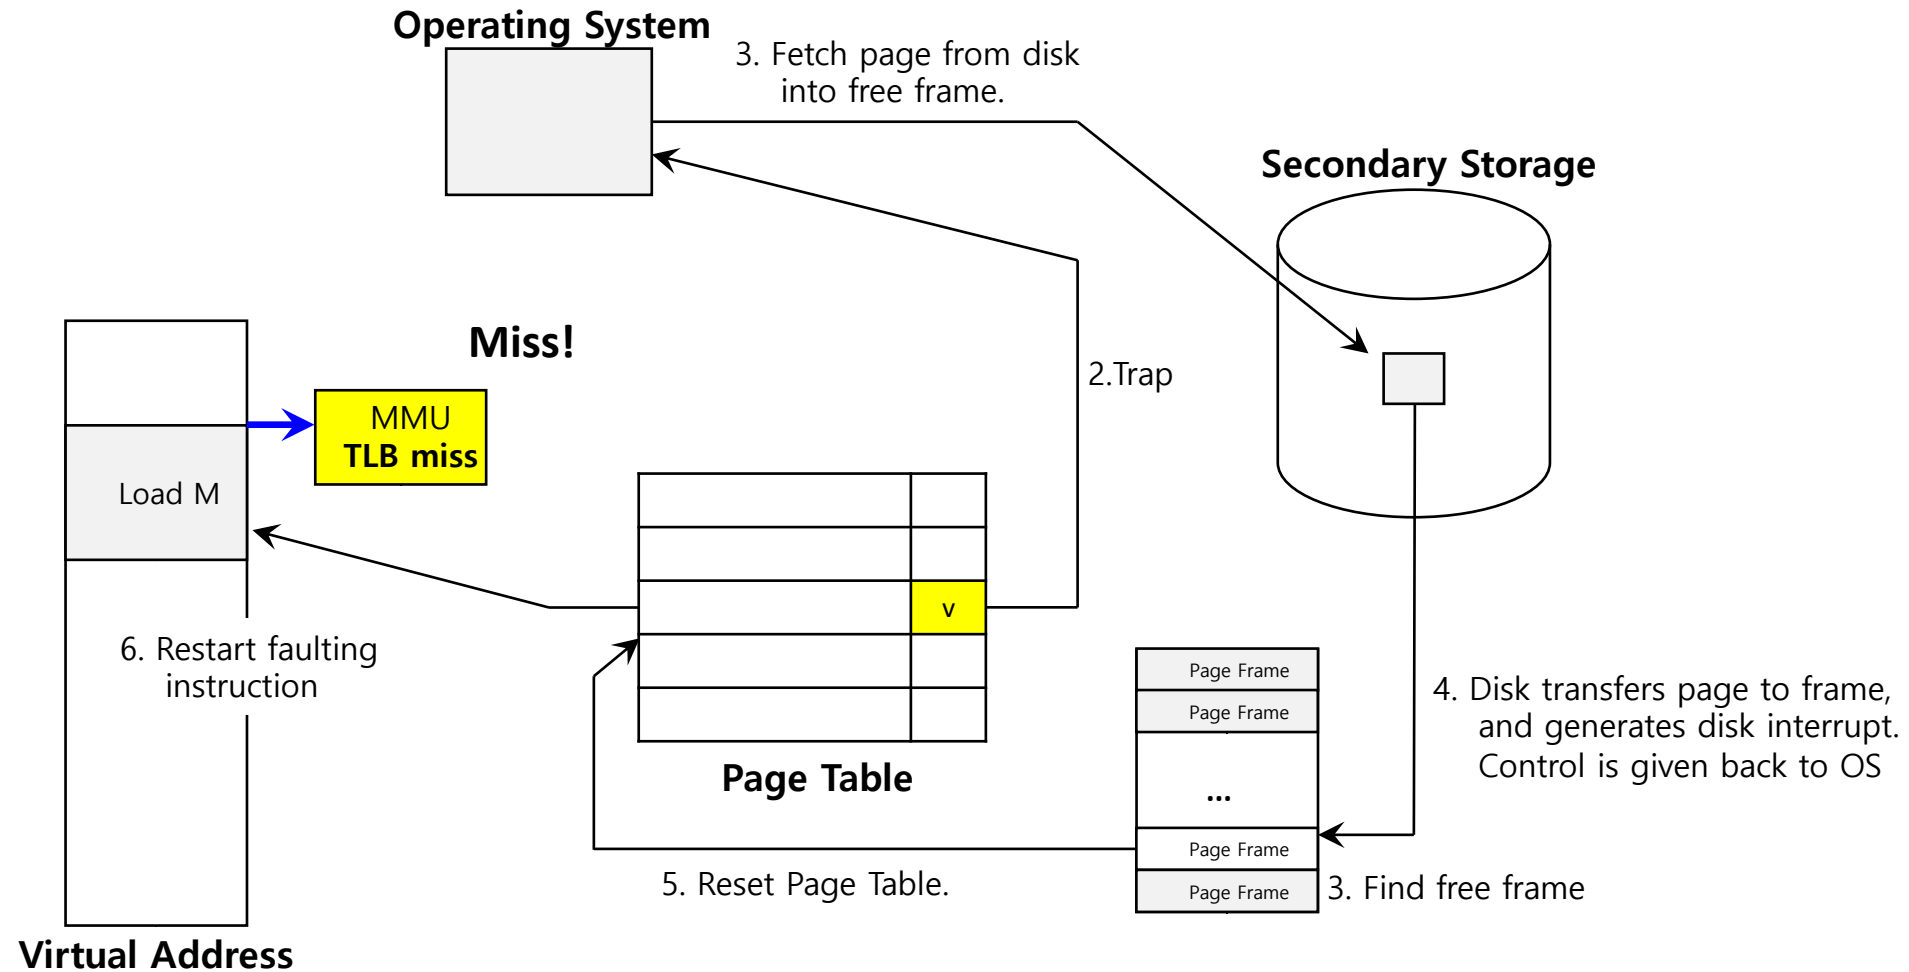 Operating System
3. Fetch page from disk
into free frame.
Secondary Storage
Miss!
2.Trap
MMU
TLB miss
Load M
v
6. Restart faulting
instruction
Page Table
Page Frame
Page Frame
...
Page Frame
Page Frame
4. Disk transfers page to frame,
and generates disk interrupt.
Control is given back to OS
5. Reset Page Table.
3. Find free frame
Virtual Address